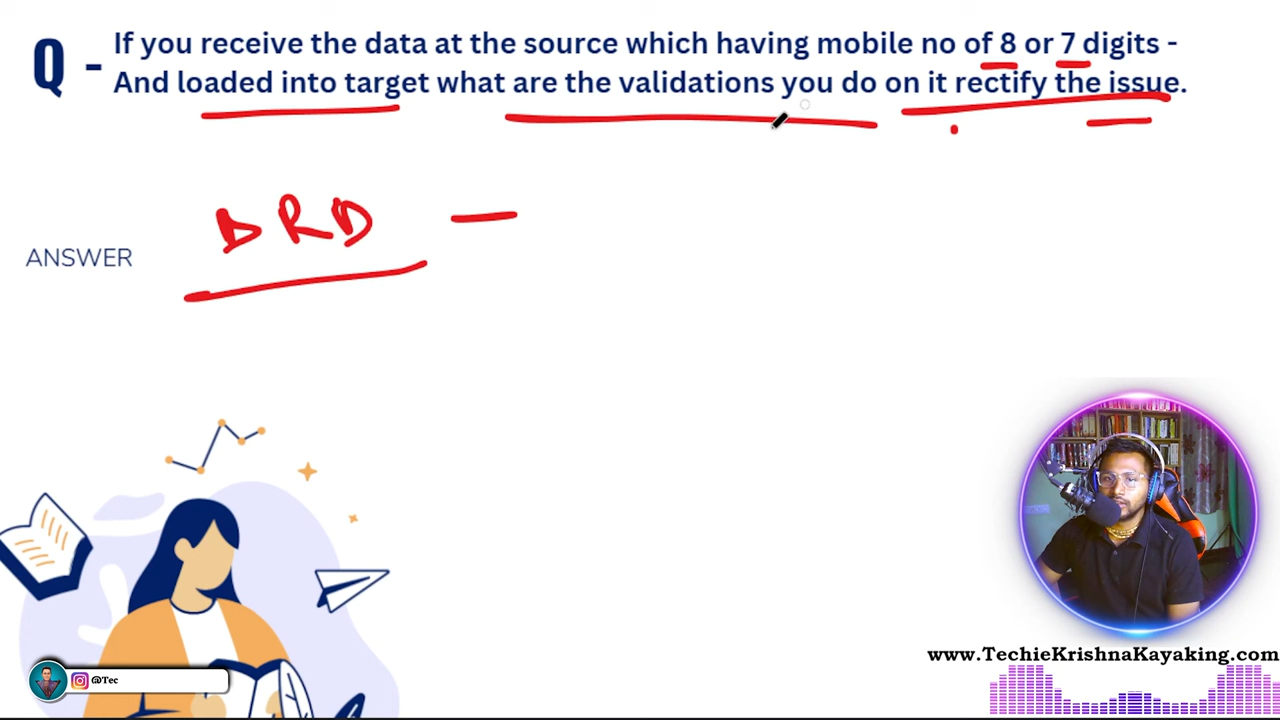 Q - If you receive the data at the source which having mobile no of 8 or 7 digits -
And loaded into target what are the validations you do on it rectify the issue.
BRD -
ANSWER
www.TechieKrishnaKayaking.com
@Tec